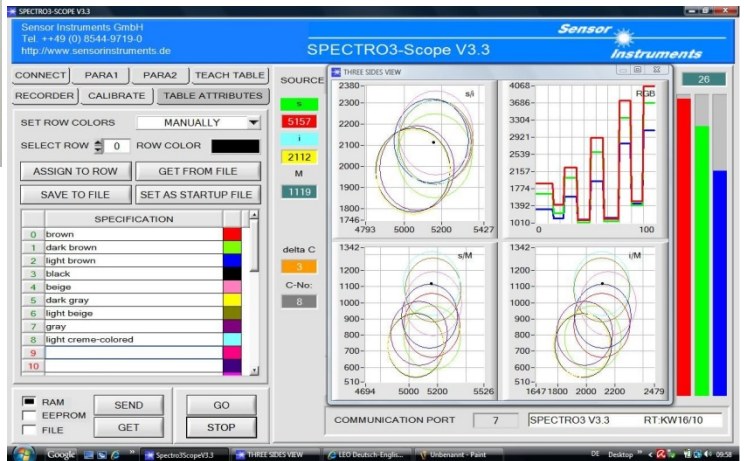 SPECTRO3-SCOPE V3.3
Sensor Instruments GmbH
Tel. ++49 (0) 8544-9719-0
http://www.sensorinstruments.de
SPECTRO3-Scope V3.3
Sensor
Instruments
CONNECT PARA1 PARA2 TEACH TABLE
RECORDER CALIBRATE TABLE ATTRIBUTES
SET ROW COLORS MANUALLY
SELECT ROW 0 ROW COLOR
ASSIGN TO ROW GET FROM FILE
SAVE TO FILE SET AS STARTUP FILE
SPECIFICATION
0 brown
1 dark brown
2 light brown
3 black
4 beige
5 dark gray
6 light beige
7 gray
8 light creme-colored
9
10
RAM
EEPROM
FILE
SEND GO
GET STOP
SOURCE
s
5157
i
2112
M
1119
delta C
3
C-No:
8
THREE SIDES VIEW
s/i
2380
2300
2200
2100
2000
1900
1800
1746
4793 5000 5200 5427
RGB
4068
3686
3304
2921
2539
2157
1774
1392
1010
0 100
s/M
1342
1200
1100
1000
900
800
700
600
510
4694 5000 5200 5526
i/M
1342
1200
1100
1000
900
800
700
600
510
1647 1800 2000 2200 2479
26
COMMUNICATION PORT 7 SPECTRO3 V3.3 RT:KW16/10
Google Spectro3ScopeV3.3 THREE SIDES VIEW LEO Deutsch-Englis... Unbenannt - Paint DE Desktop 09:50